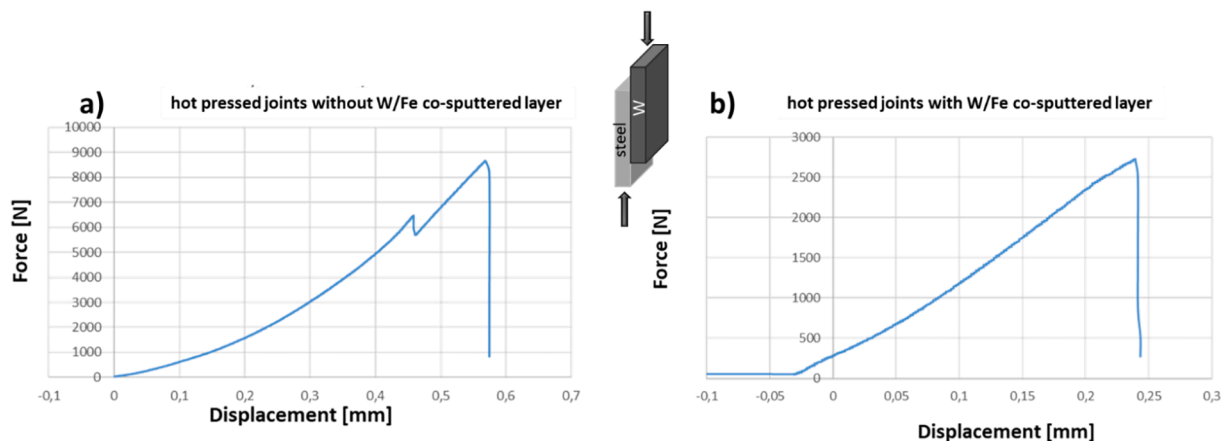 a)
hot pressed joints without W/Fe co-sputtered layer
10000
9000
8000
7000
6000
5000
4000
3000
2000
1000
0
-0,1 0 0,1 0,2 0,3 0,4 0,5 0,6 0,7
Force [N]
Displacement [mm]
steel
W
b)
hot pressed joints with W/Fe co-sputtered layer
3000
2500
2000
1500
1000
500
0
-0,1 -0,05 0 0,05 0,1 0,15 0,2 0,25 0,3
Force [N]
Displacement [mm]